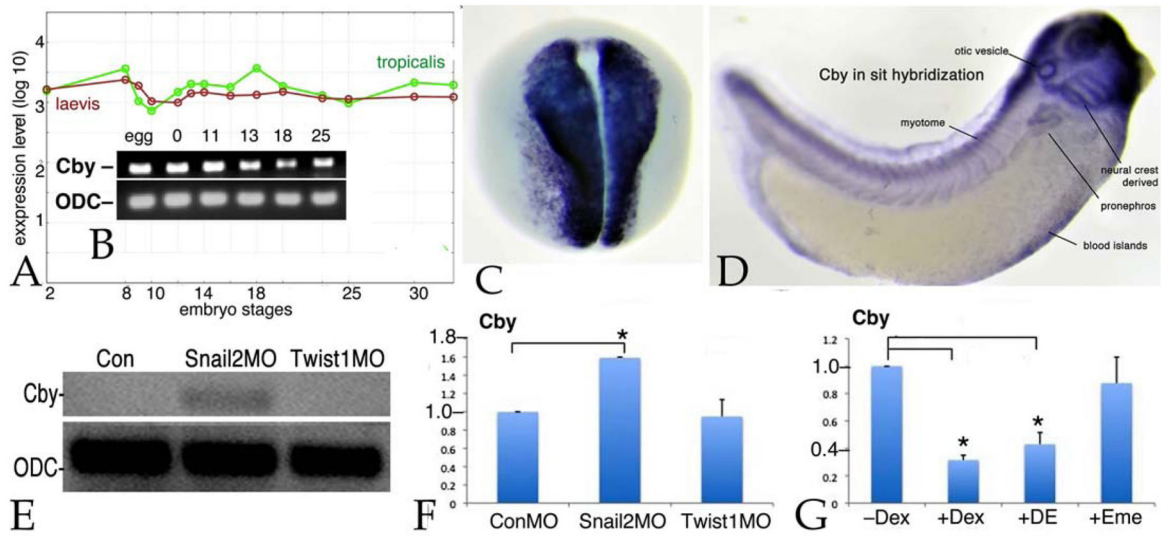 4
3
2
1
exxpression level (log 10)
tropicalis
laevis
egg 0 11 13 18 25
Cby –
ODC–
B
A
2 8 10 14 18 25 30
embryo stages
C
Cby in sit hybridization
otic vesicle
myotome
neural crest
derived
pronephros
blood islands
D
Con Snail2MO Twist1MO
Cby-
ODC-
E
Cby
1.8
1.6
1.4
1.2
1.0
0.8
0.6
0.4
0.2
0
*
ConMO Snail2MO Twist1MO
F
Cby
1.2
1.0
0.8
0.6
0.4
0.2
0
* *
–Dex +Dex +DE +Eme
G